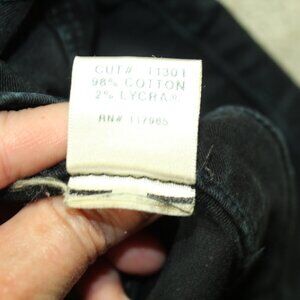 CUT# 11301
98% COTTON
2% LYCRA®
RN# 117985